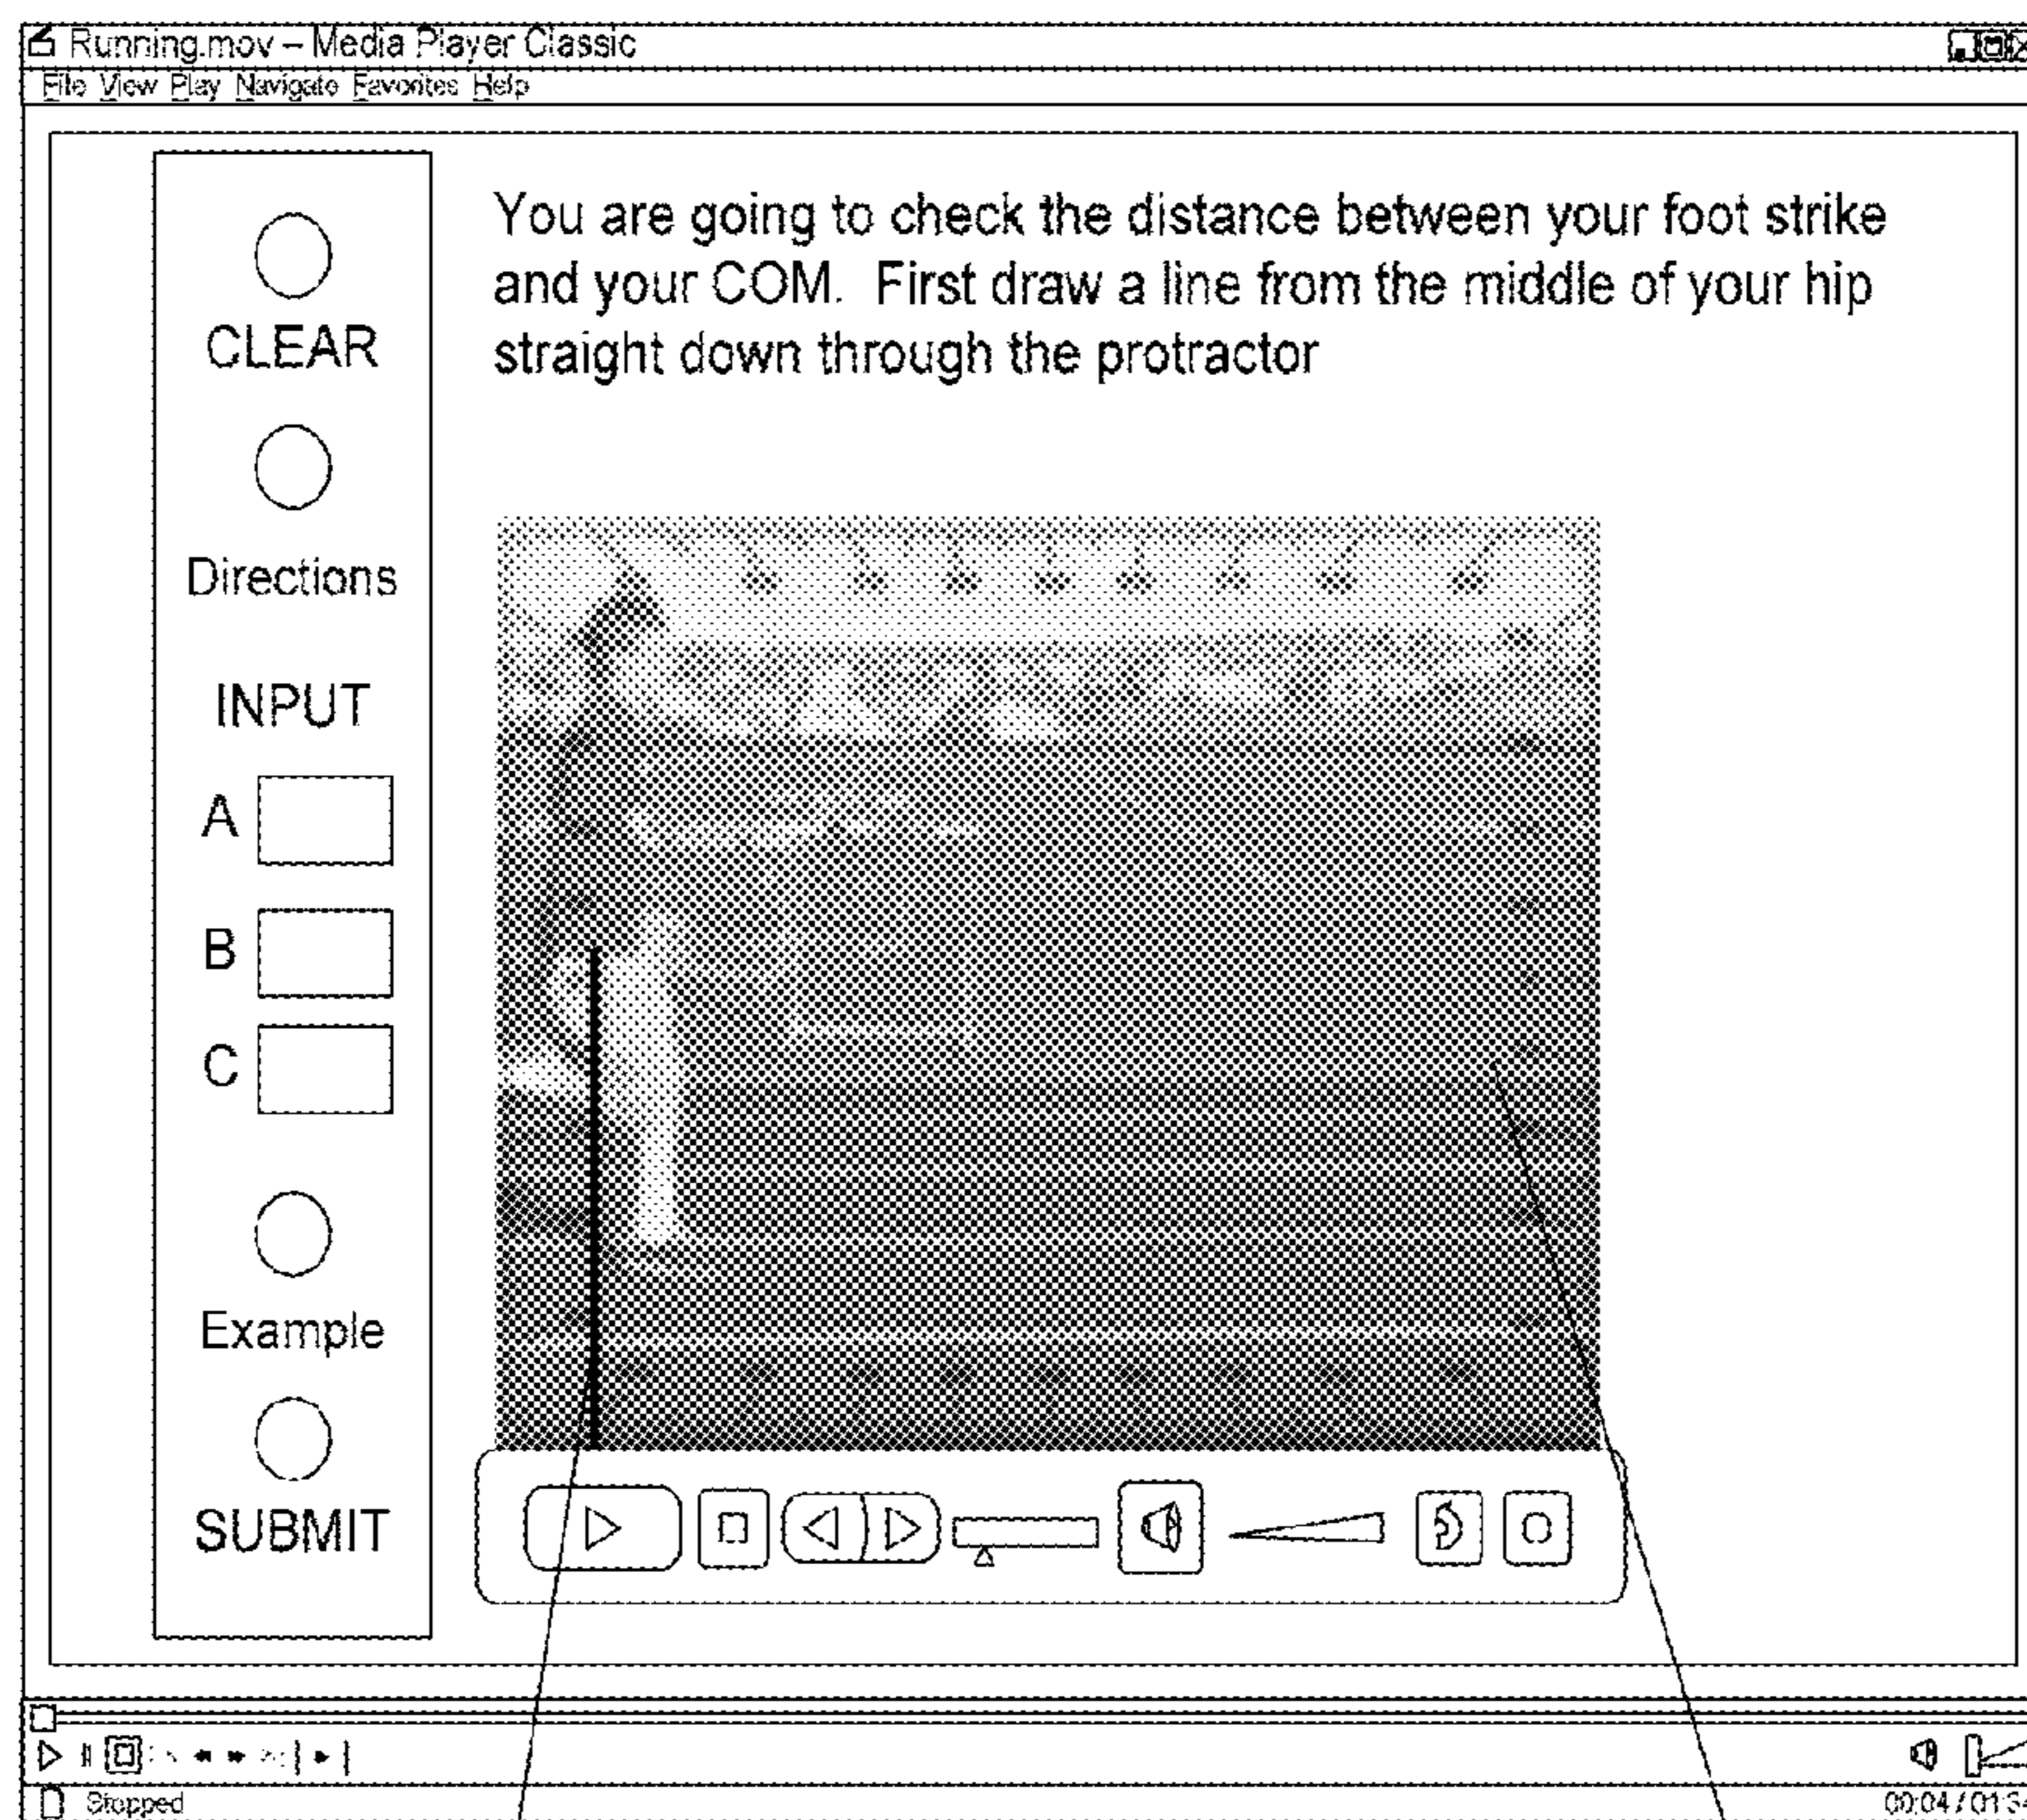 Running.mov – Media Player Classic
File View Play Navigate Favorites Help
You are going to check the distance between your foot strike
and your COM. First draw a line from the middle of your hip
straight down through the protractor
CLEAR
Directions
INPUT
A
B
C
Example
SUBMIT
Stopped
00:04 / 01:34